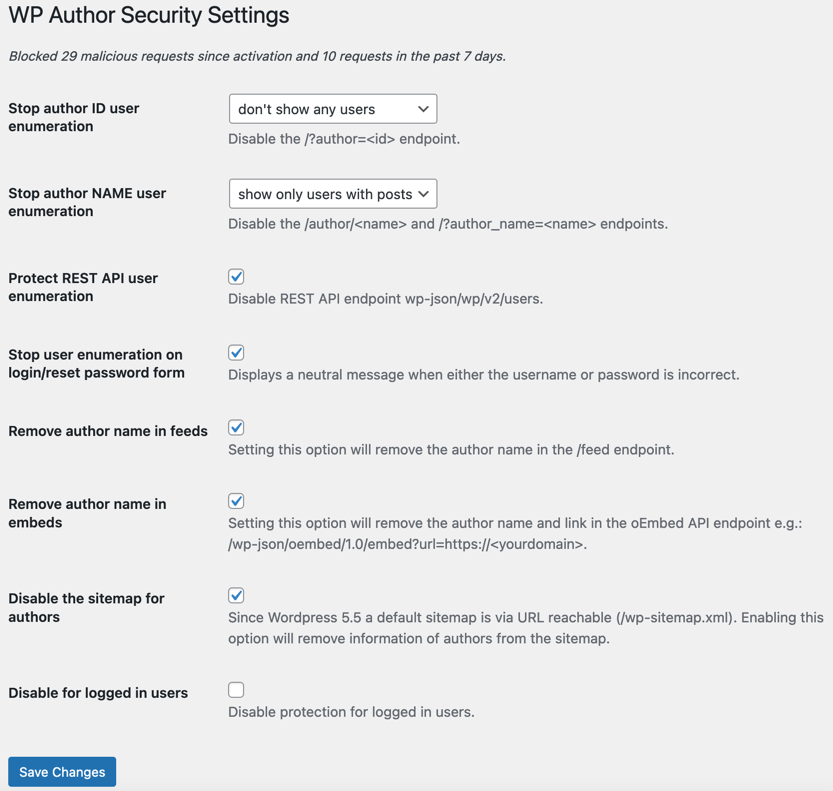 WP Author Security Settings
Blocked 29 malicious requests since activation and 10 requests in the past 7 days.
Stop author ID user
enumeration
don't show any users
Disable the /?author=<id> endpoint.
Stop author NAME user
enumeration
show only users with posts
Disable the /author/<name> and /?author_name=<name> endpoints.
Protect REST API user
enumeration
Disable REST API endpoint wp-json/wp/v2/users.
Stop user enumeration on
login/reset password form
Displays a neutral message when either the username or password is incorrect.
Remove author name in feeds
Setting this option will remove the author name in the /feed endpoint.
Remove author name in
embeds
Setting this option will remove the author name and link in the oEmbed API endpoint e.g.:
/wp-json/oembed/1.0/embed?url=https://<yourdomain>.
Disable the sitemap for
authors
Since Wordpress 5.5 a default sitemap is via URL reachable (/wp-sitemap.xml). Enabling this
option will remove information of authors from the sitemap.
Disable for logged in users
Disable protection for logged in users.
Save Changes